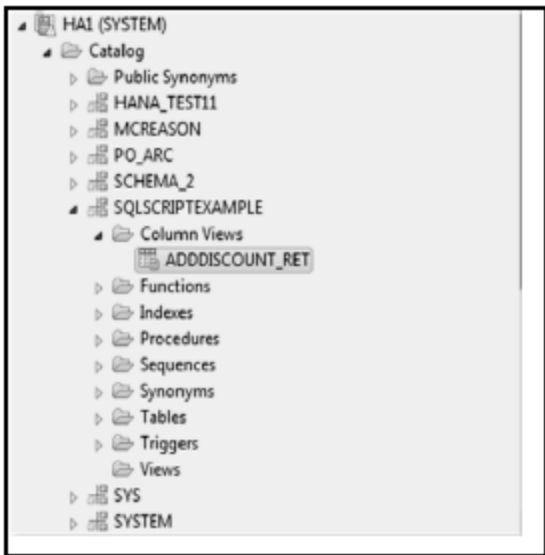 HA1 (SYSTEM)
Catalog
Public Synonyms
HANA_TEST11
MCREASON
PO_ARC
SCHEMA_2
SQLSCRIPTEXAMPLE
Column Views
ADDDISCOUNT_RET
Functions
Indexes
Procedures
Sequences
Synonyms
Tables
Triggers
Views
SYS
SYSTEM